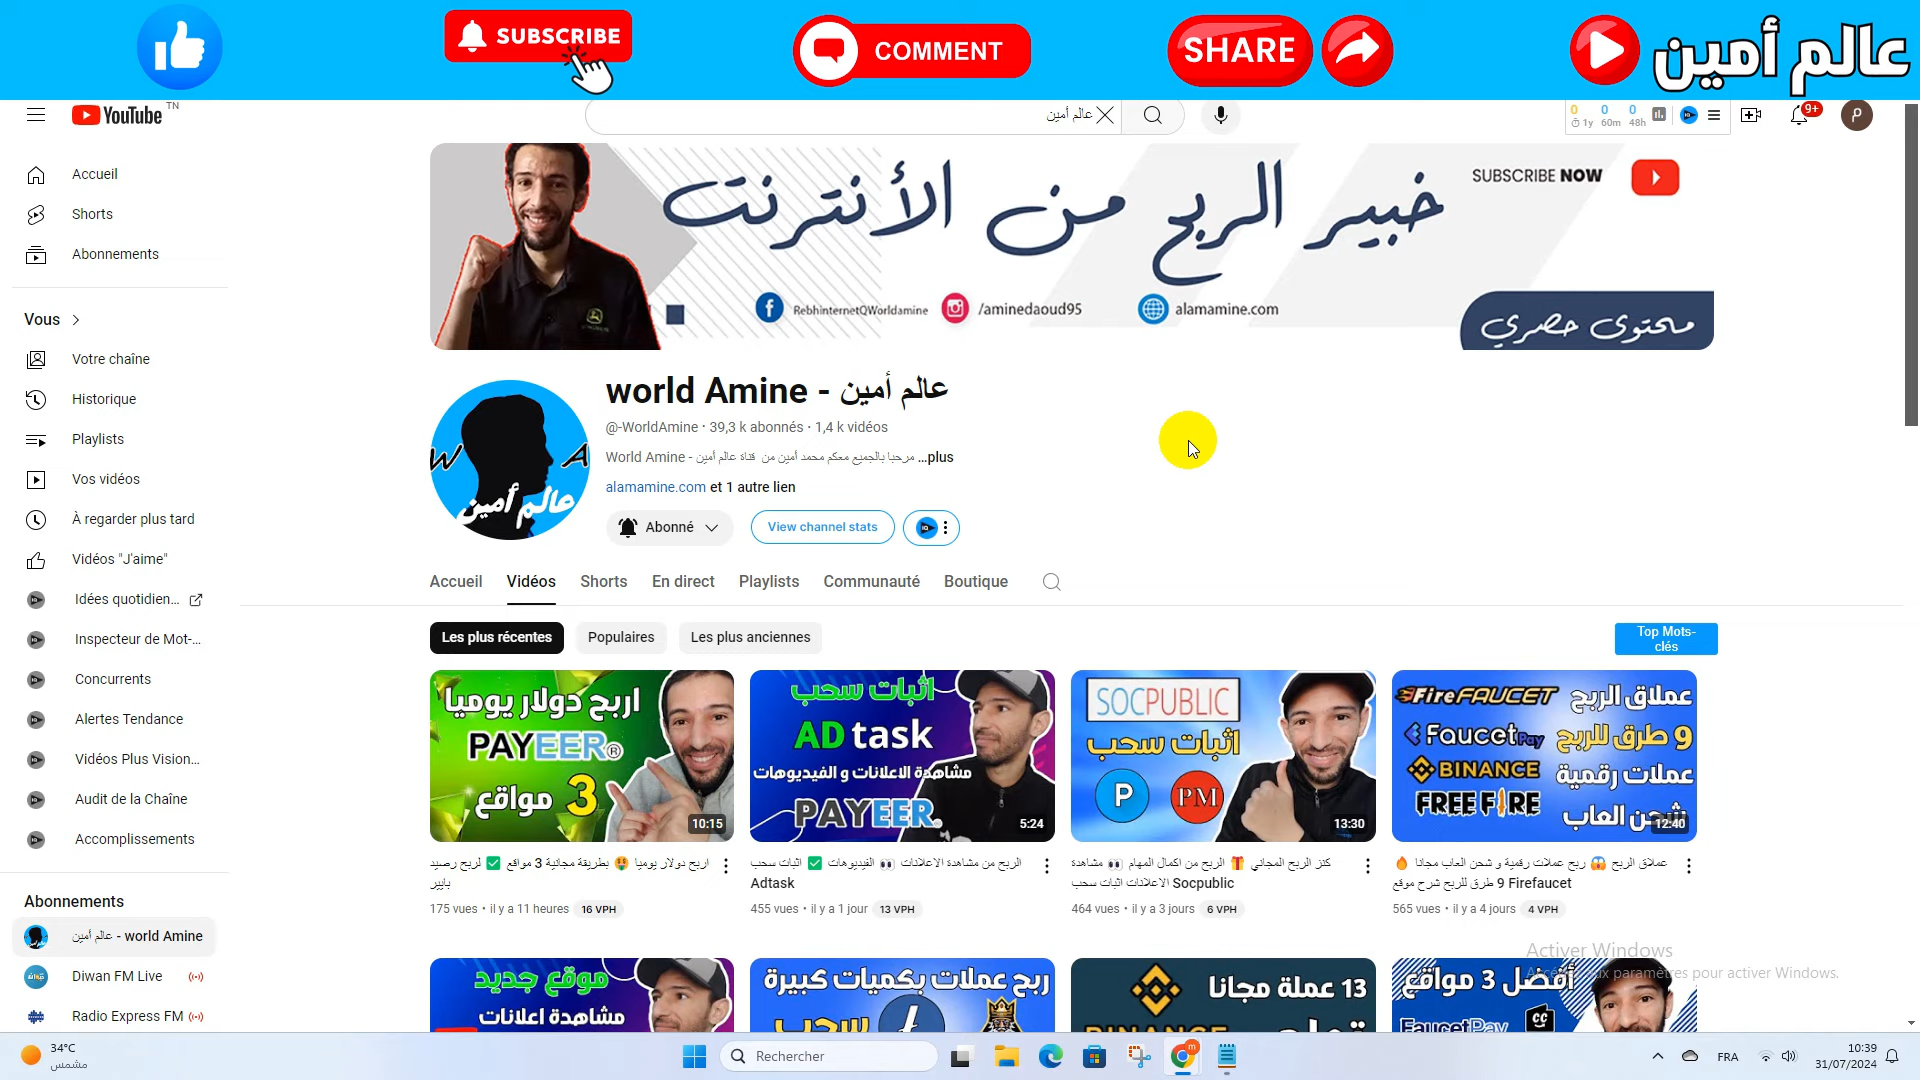 SUBSCRIBE
COMMENT
SHARE
عالم أمين
YouTube TN
عالم أمين
0 0 0
1y 60m 48h
9+
P
Accueil
Shorts
Abonnements
Vous
Votre chaîne
Historique
Playlists
Vos vidéos
À regarder plus tard
Vidéos "J'aime"
Idées quotidien...
Inspecteur de Mot-...
Concurrents
Alertes Tendance
Vidéos Plus Vision...
Audit de la Chaîne
Accomplissements
Abonnements
عالم أمين - world Amine
Diwan FM Live
Radio Express FM
خبير الربح من الأنترنت
SUBSCRIBE NOW
RebhinternetQWorldamine
/aminedaoud95
alamamine.com
محتوى حصري
W A
عالم أمين
world Amine - عالم أمين
@-WorldAmine • 39,3 k abonnés • 1,4 k vidéos
World Amine - مرحبا بالجميع معكم محمد أمين من قناة عالم أمين ...plus
alamamine.com et 1 autre lien
Abonné
View channel stats
Accueil
Vidéos
Shorts
En direct
Playlists
Communauté
Boutique
Les plus récentes
Populaires
Les plus anciennes
Top Mots-
clés
اربح دولار يوميا
PAYEER®
3 مواقع
10:15
اربح دولار يوميا 🤑 بطريقة مجانية 3 مواقع ✅ لربح رصيد
بايير
175 vues • il y a 11 heures 16 VPH
اثبات سحب
AD task
مشاهدة الاعلانات و الفيديوهات
PAYEER
5:24
الربح من مشاهدة الاعلانات 👀 الفيديوهات ✅ اثبات سحب
Adtask
455 vues • il y a 1 jour 13 VPH
SOCPUBLIC
اثبات سحب
P PM
13:30
كنز الربح المجاني 🎁 الربح من اكمال المهام 👀 مشاهدة
الاعلانات اثبات سحب Socpublic
464 vues • il y a 3 jours 6 VPH
FireFAUCET عملاق الربح
FaucetPay 9 طرق للربح
BINANCE عملات رقمية
FREE FIRE شحن العاب
12:40
عملاق الربح 😱 ربح عملات رقمية و شحن العاب مجانا 🔥
9 طرق للربح شرح موقع Firefaucet
565 vues • il y a 4 jours 4 VPH
موقع جديد
مشاهدة اعلانات
ربح عملات بكميات كبيرة
سحب
13 عملة مجانا
BINANCE
أفضل 3 مواقع
FaucetPay
Activer Windows
pour activer Windows.
34°C
مشمس
Rechercher
FRA
10:39
31/07/2024